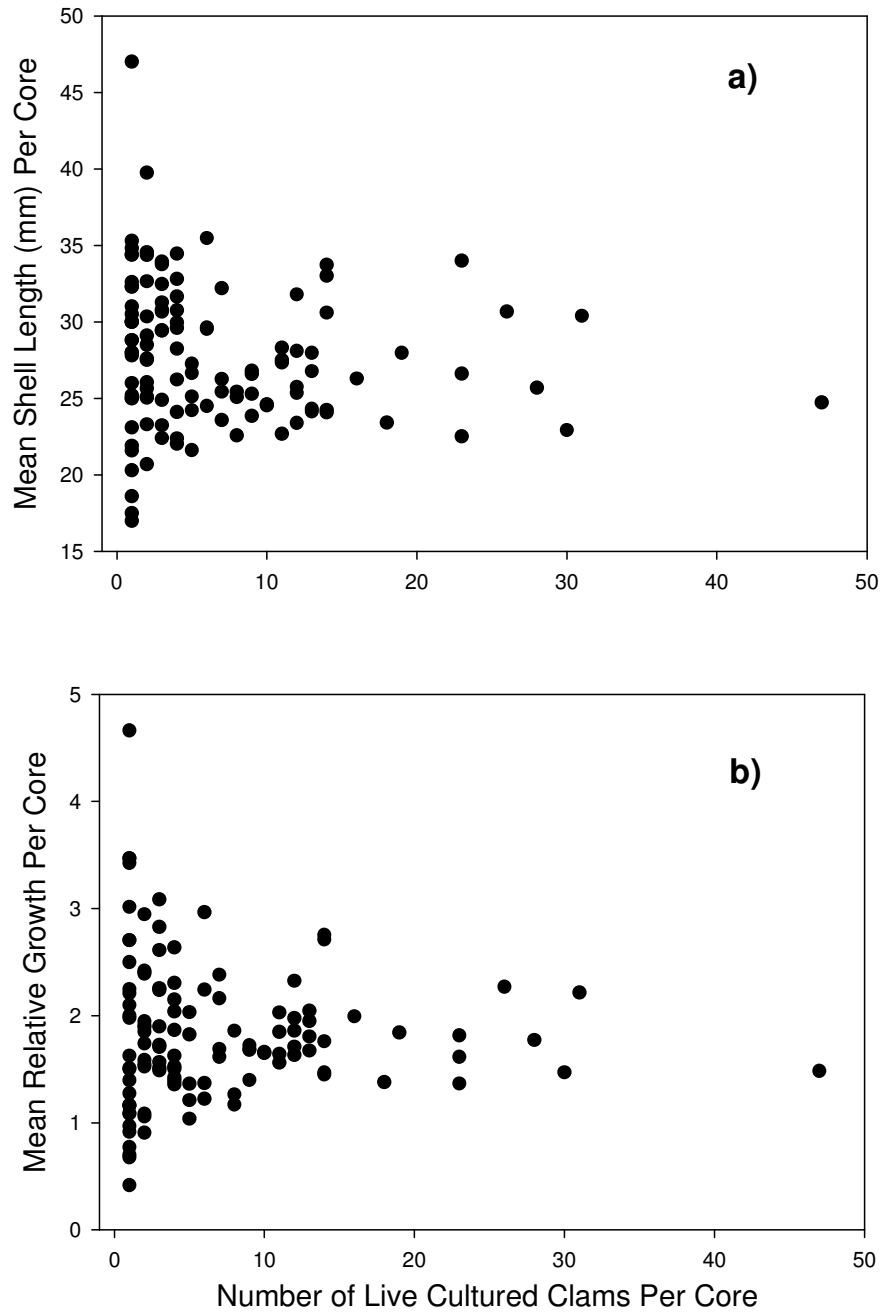 50
45
40
35
30
25
20
15
Mean Shell Length (mm) Per Core
a)
0 10 20 30 40 50
5
4
3
2
1
0
Mean Relative Growth Per Core
b)
0 10 20 30 40 50
Number of Live Cultured Clams Per Core